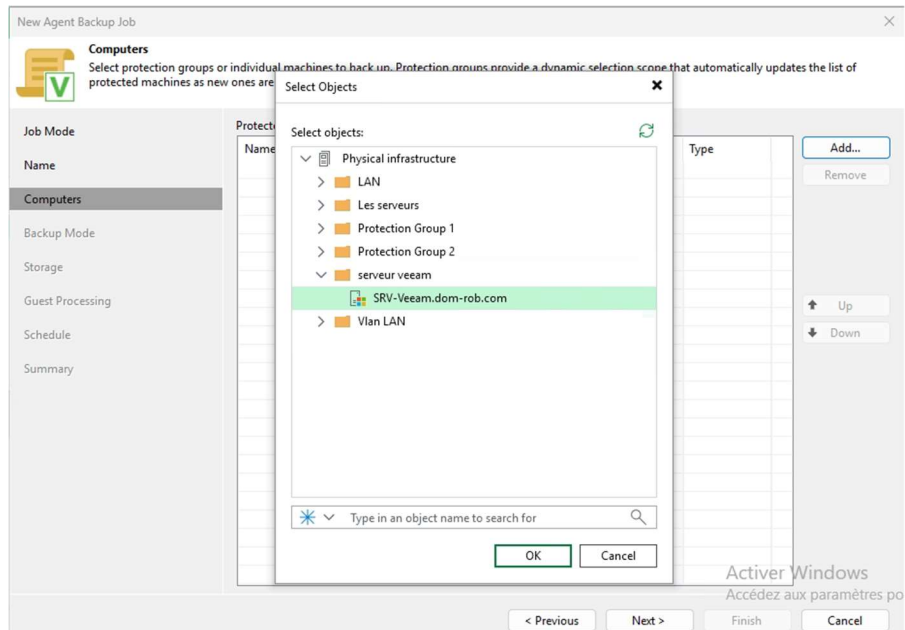 New Agent Backup Job
Computers
Select protection groups or individual machines to back up. Protection groups provide a dynamic selection scope that automatically updates the list of
protected machines as new ones are
Job Mode
Name
Computers
Backup Mode
Storage
Guest Processing
Schedule
Summary
Protect
Name
Type
Add...
Remove
Up
Down
Select Objects
Select objects:
Physical infrastructure
LAN
Les serveurs
Protection Group 1
Protection Group 2
serveur veeam
SRV-Veeam.dom-rob.com
Vlan LAN
Type in an object name to search for
OK
Cancel
Activer Windows
Accédez aux paramètres po
< Previous
Next >
Finish
Cancel